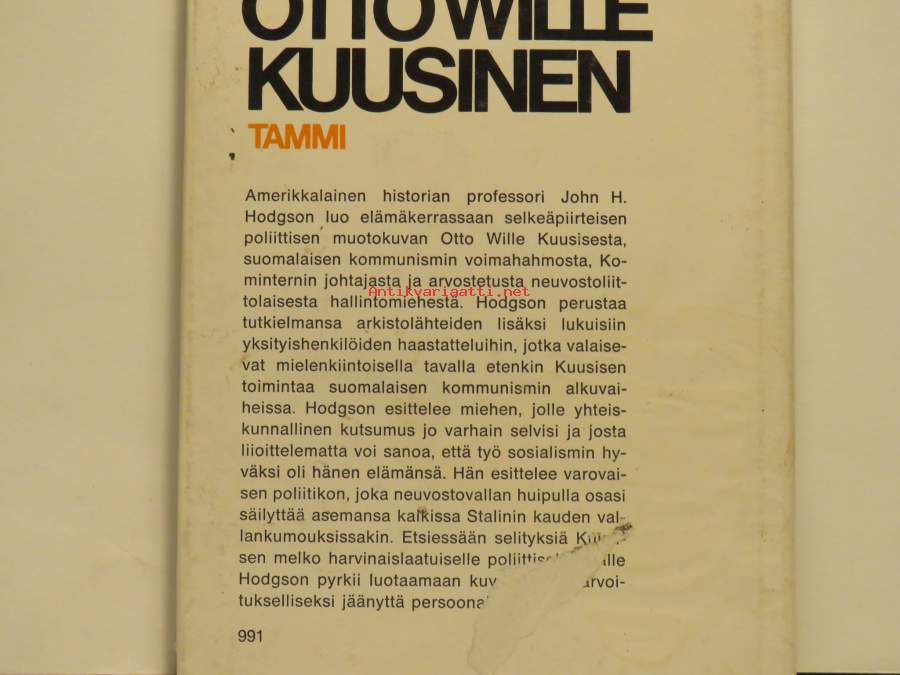 OTTO WILLE
KUUSINEN
TAMMI
Amerikkalainen historian professori John H.
Hodgson luo elämäkerrassaan selkeäpiirteisen
poliittisen muotokuvan Otto Wille Kuusisesta,
suomalaisen kommunismin voimahahmosta, Ko-
minternin johtajasta ja arvostetusta neuvostoliit-
Antikvariaatti.net
tolaisesta hallintomiehestä. Hodgson perustaa
tutkielmansa arkistolähteiden lisäksi lukuisiin
yksityishenkilöiden haastatteluihin, jotka valaise-
vat mielenkiintoisella tavalla etenkin Kuusisen
toimintaa suomalaisen kommunismin alkuvai-
heissa. Hodgson esittelee miehen, jolle yhteis-
kunnallinen kutsumus jo varhain selvisi ja josta
liioittelematta voi sanoa, että työ sosialismin hy-
väksi oli hänen elämänsä. Hän esittelee varovai-
sen poliitikon, joka neuvostovallan huipulla osasi
säilyttää asemansa kaikissa Stalinin kauden val-
lankumouksissakin. Etsiessään selityksiä
sen melko harvinaislaatuiselle
Hodgson pyrkii luotaamaan arvoi-
tukselliseksi jäänyttä
991